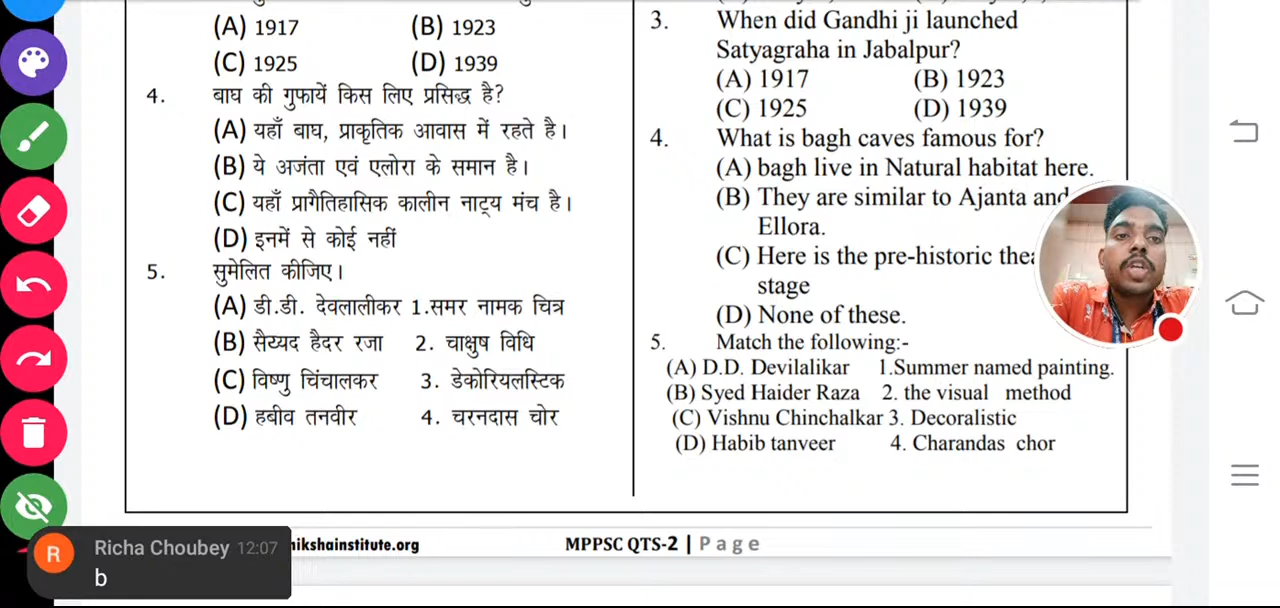 (A) 1917 (B) 1923
(C) 1925 (D) 1939
4. बाघ की गुफायें किस लिए प्रसिद्ध है?
(A) यहाँ बाघ, प्राकृतिक आवास में रहते है।
(B) ये अजंता एवं एलोरा के समान है।
(C) यहाँ प्रागैतिहासिक कालीन नाट्य मंच है।
(D) इनमें से कोई नहीं
5. सुमेलित कीजिए।
(A) डी.डी. देवलालीकर 1.समर नामक चित्र
(B) सैय्यद हैदर रजा 2. चाक्षुष विधि
(C) विष्णु चिंचालकर 3. डेकोरियलस्टिक
(D) हबीव तनवीर 4. चरनदास चोर
3. When did Gandhi ji launched
Satyagraha in Jabalpur?
(A) 1917 (B) 1923
(C) 1925 (D) 1939
4. What is bagh caves famous for?
(A) bagh live in Natural habitat here.
(B) They are similar to Ajanta and
Ellora.
(C) Here is the pre-historic
stage
(D) None of these.
5. Match the following:-
(A) D.D. Devilalikar 1.Summer named painting.
(B) Syed Haider Raza 2. the visual method
(C) Vishnu Chinchalkar 3. Decoralistic
(D) Habib tanveer 4. Charandas chor
nikshainstitute.org MPPSC QTS-2 | Page
R Richa Choubey 12:07
b